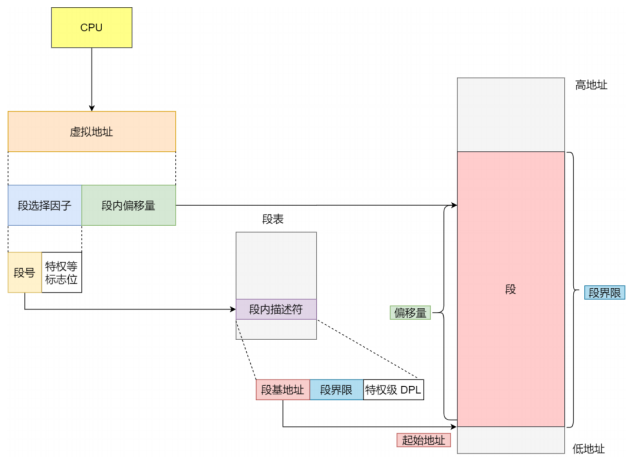 CPU
高地址
虚拟地址
段选择因子
段内偏移量
段表
段号
特权等
标志位
段
段界限
段内描述符
偏移量
段基地址
段界限
特权级 DPL
起始地址
低地址